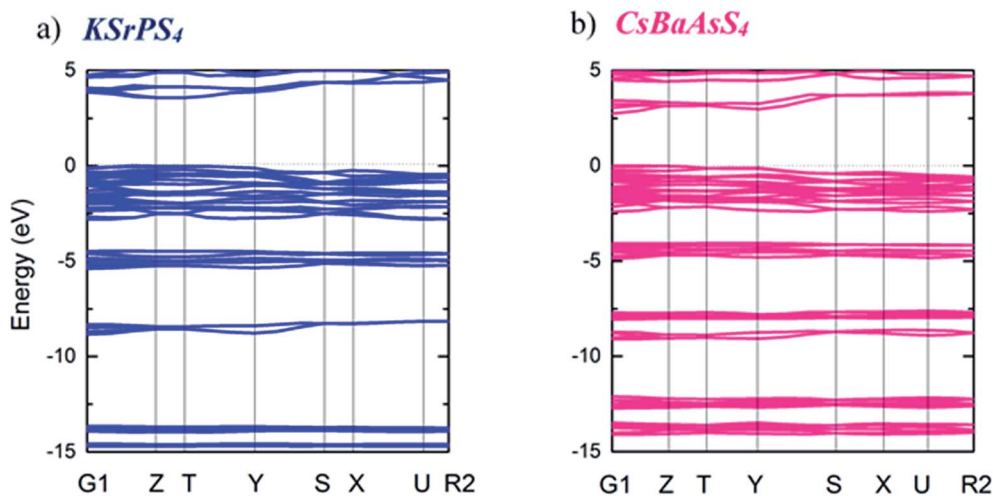 a) KSrPS4
b) CsBaAsS4
Energy (eV)
5
0
-5
-10
-15
G1 Z T Y S X U R2
5
0
-5
-10
-15
G1 Z T Y S X U R2